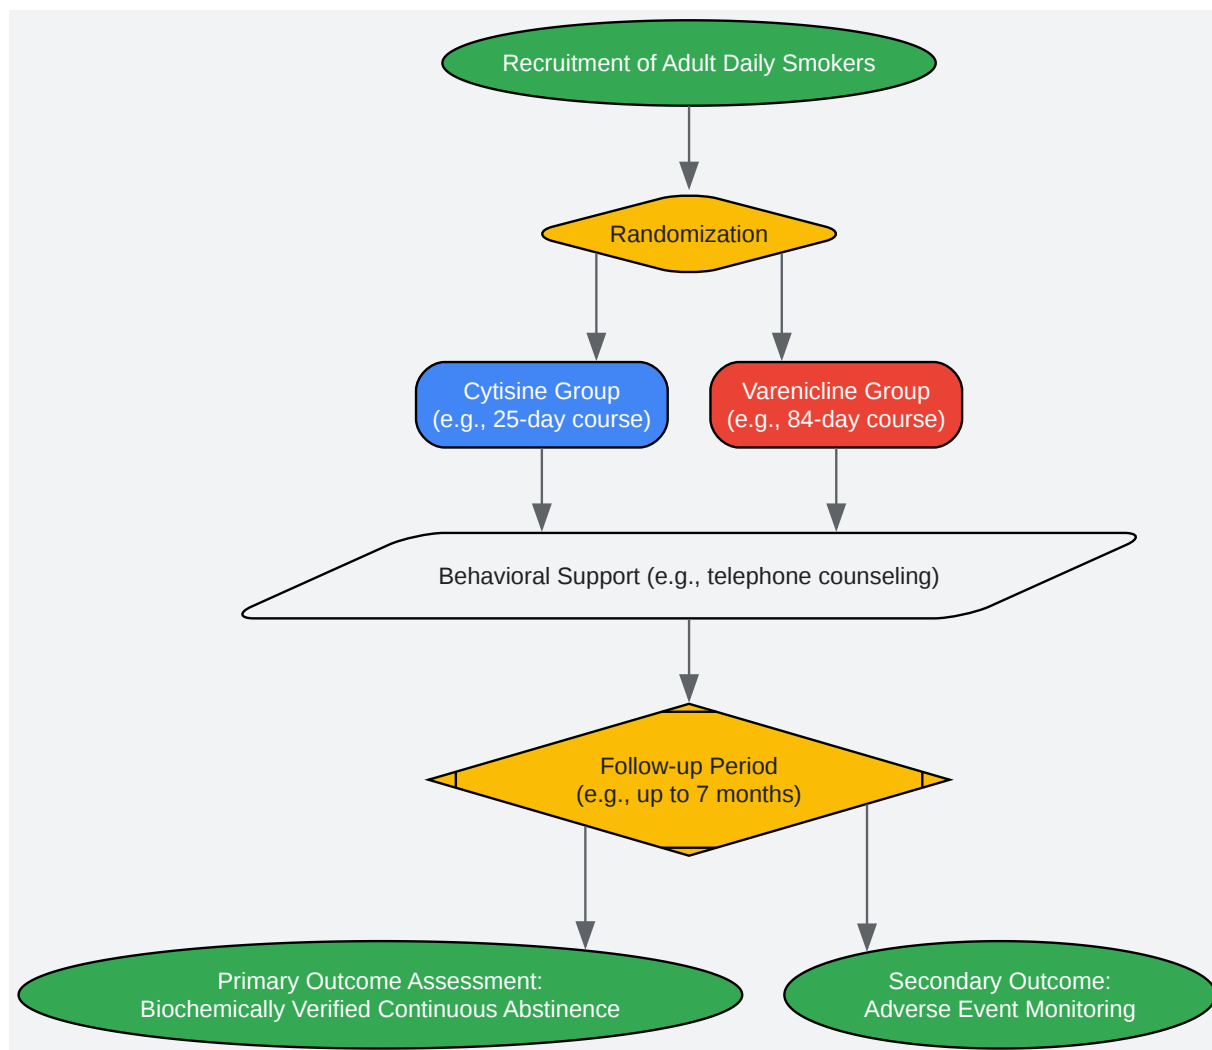 Recruitment of Adult Daily Smokers
Randomization
Cytisine Group
(e.g., 25-day course)
Varenicline Group
(e.g., 84-day course)
Behavioral Support (e.g., telephone counseling)
Follow-up Period
(e.g., up to 7 months)
Primary Outcome Assessment:
Biochemically Verified Continuous Abstinence
Secondary Outcome:
Adverse Event Monitoring